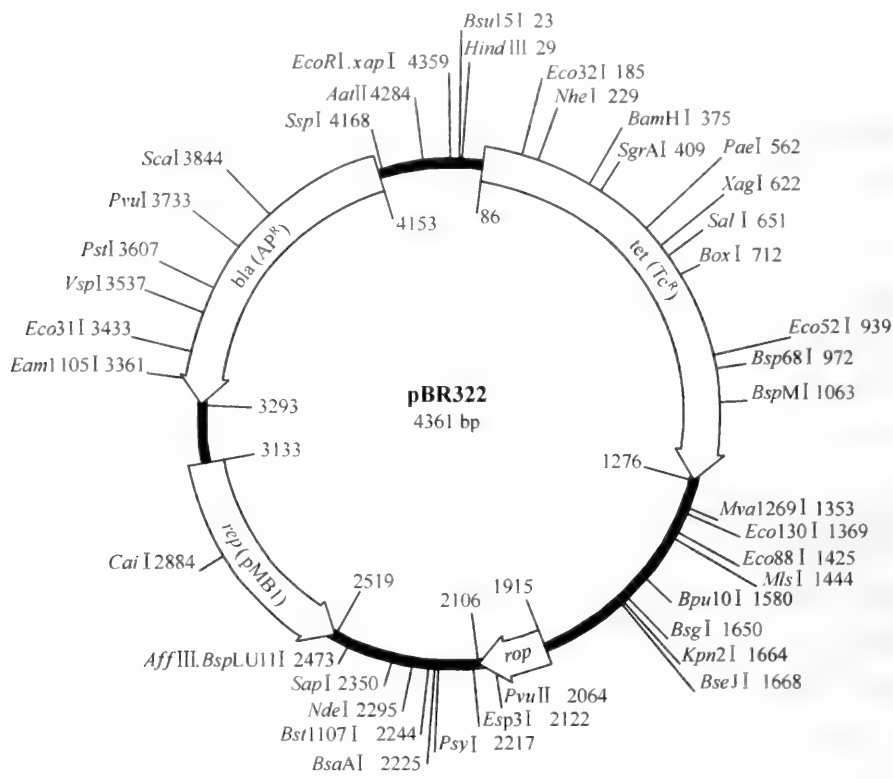 Bsu15I 23
HindIII 29
EcoRI.xapI 4359
AatII 4284
SspI 4168
Eco32I 185
NheI 229
BamHI 375
SgrAI 409
PaeI 562
XagI 622
SalI 651
BoxI 712
ScaI 3844
PvuI 3733
PstI 3607
VspI 3537
Eco31I 3433
Eam1105I 3361
4153
86
bla(APR)
tet(TcR)
Eco52I 939
Bsp68I 972
BspMI 1063
pBR322
4361 bp
3293
3133
1276
Mva1269I 1353
Eco130I 1369
Eco88I 1425
MlsI 1444
Bpu10I 1580
BsgI 1650
Kpn2I 1664
BseJI 1668
rep(pMB1)
CaiI 2884
2519
2106
1915
rop
AffIII.BspLU11I 2473
SapI 2350
NdeI 2295
Bst1107I 2244
BsaAI 2225
PvuII 2064
Esp3I 2122
PsyI 2217